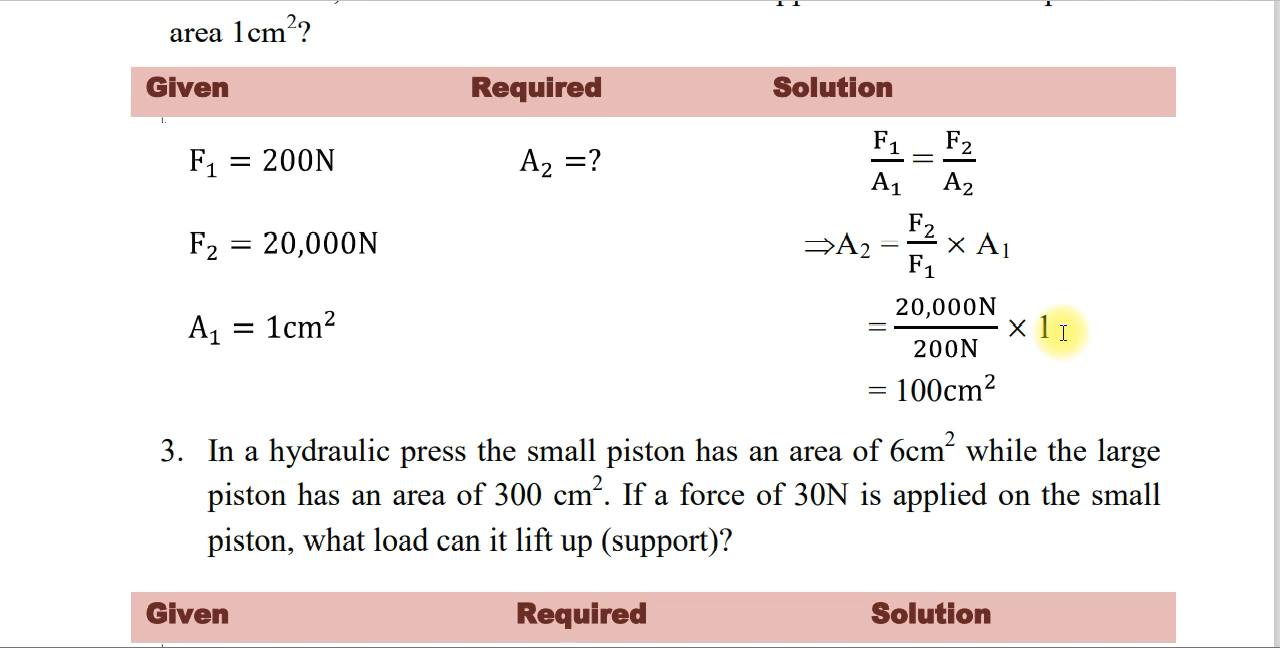 area 1cm²?
Given Required Solution
F₁ = 200N A₂ =? F₁/A₁ = F₂/A₂
F₂ = 20,000N ⇒A₂ = F₂/F₁ × A₁
A₁ = 1cm² = 20,000N/200N × 1
= 100cm²
3. In a hydraulic press the small piston has an area of 6cm² while the large
piston has an area of 300 cm². If a force of 30N is applied on the small
piston, what load can it lift up (support)?
Given Required Solution